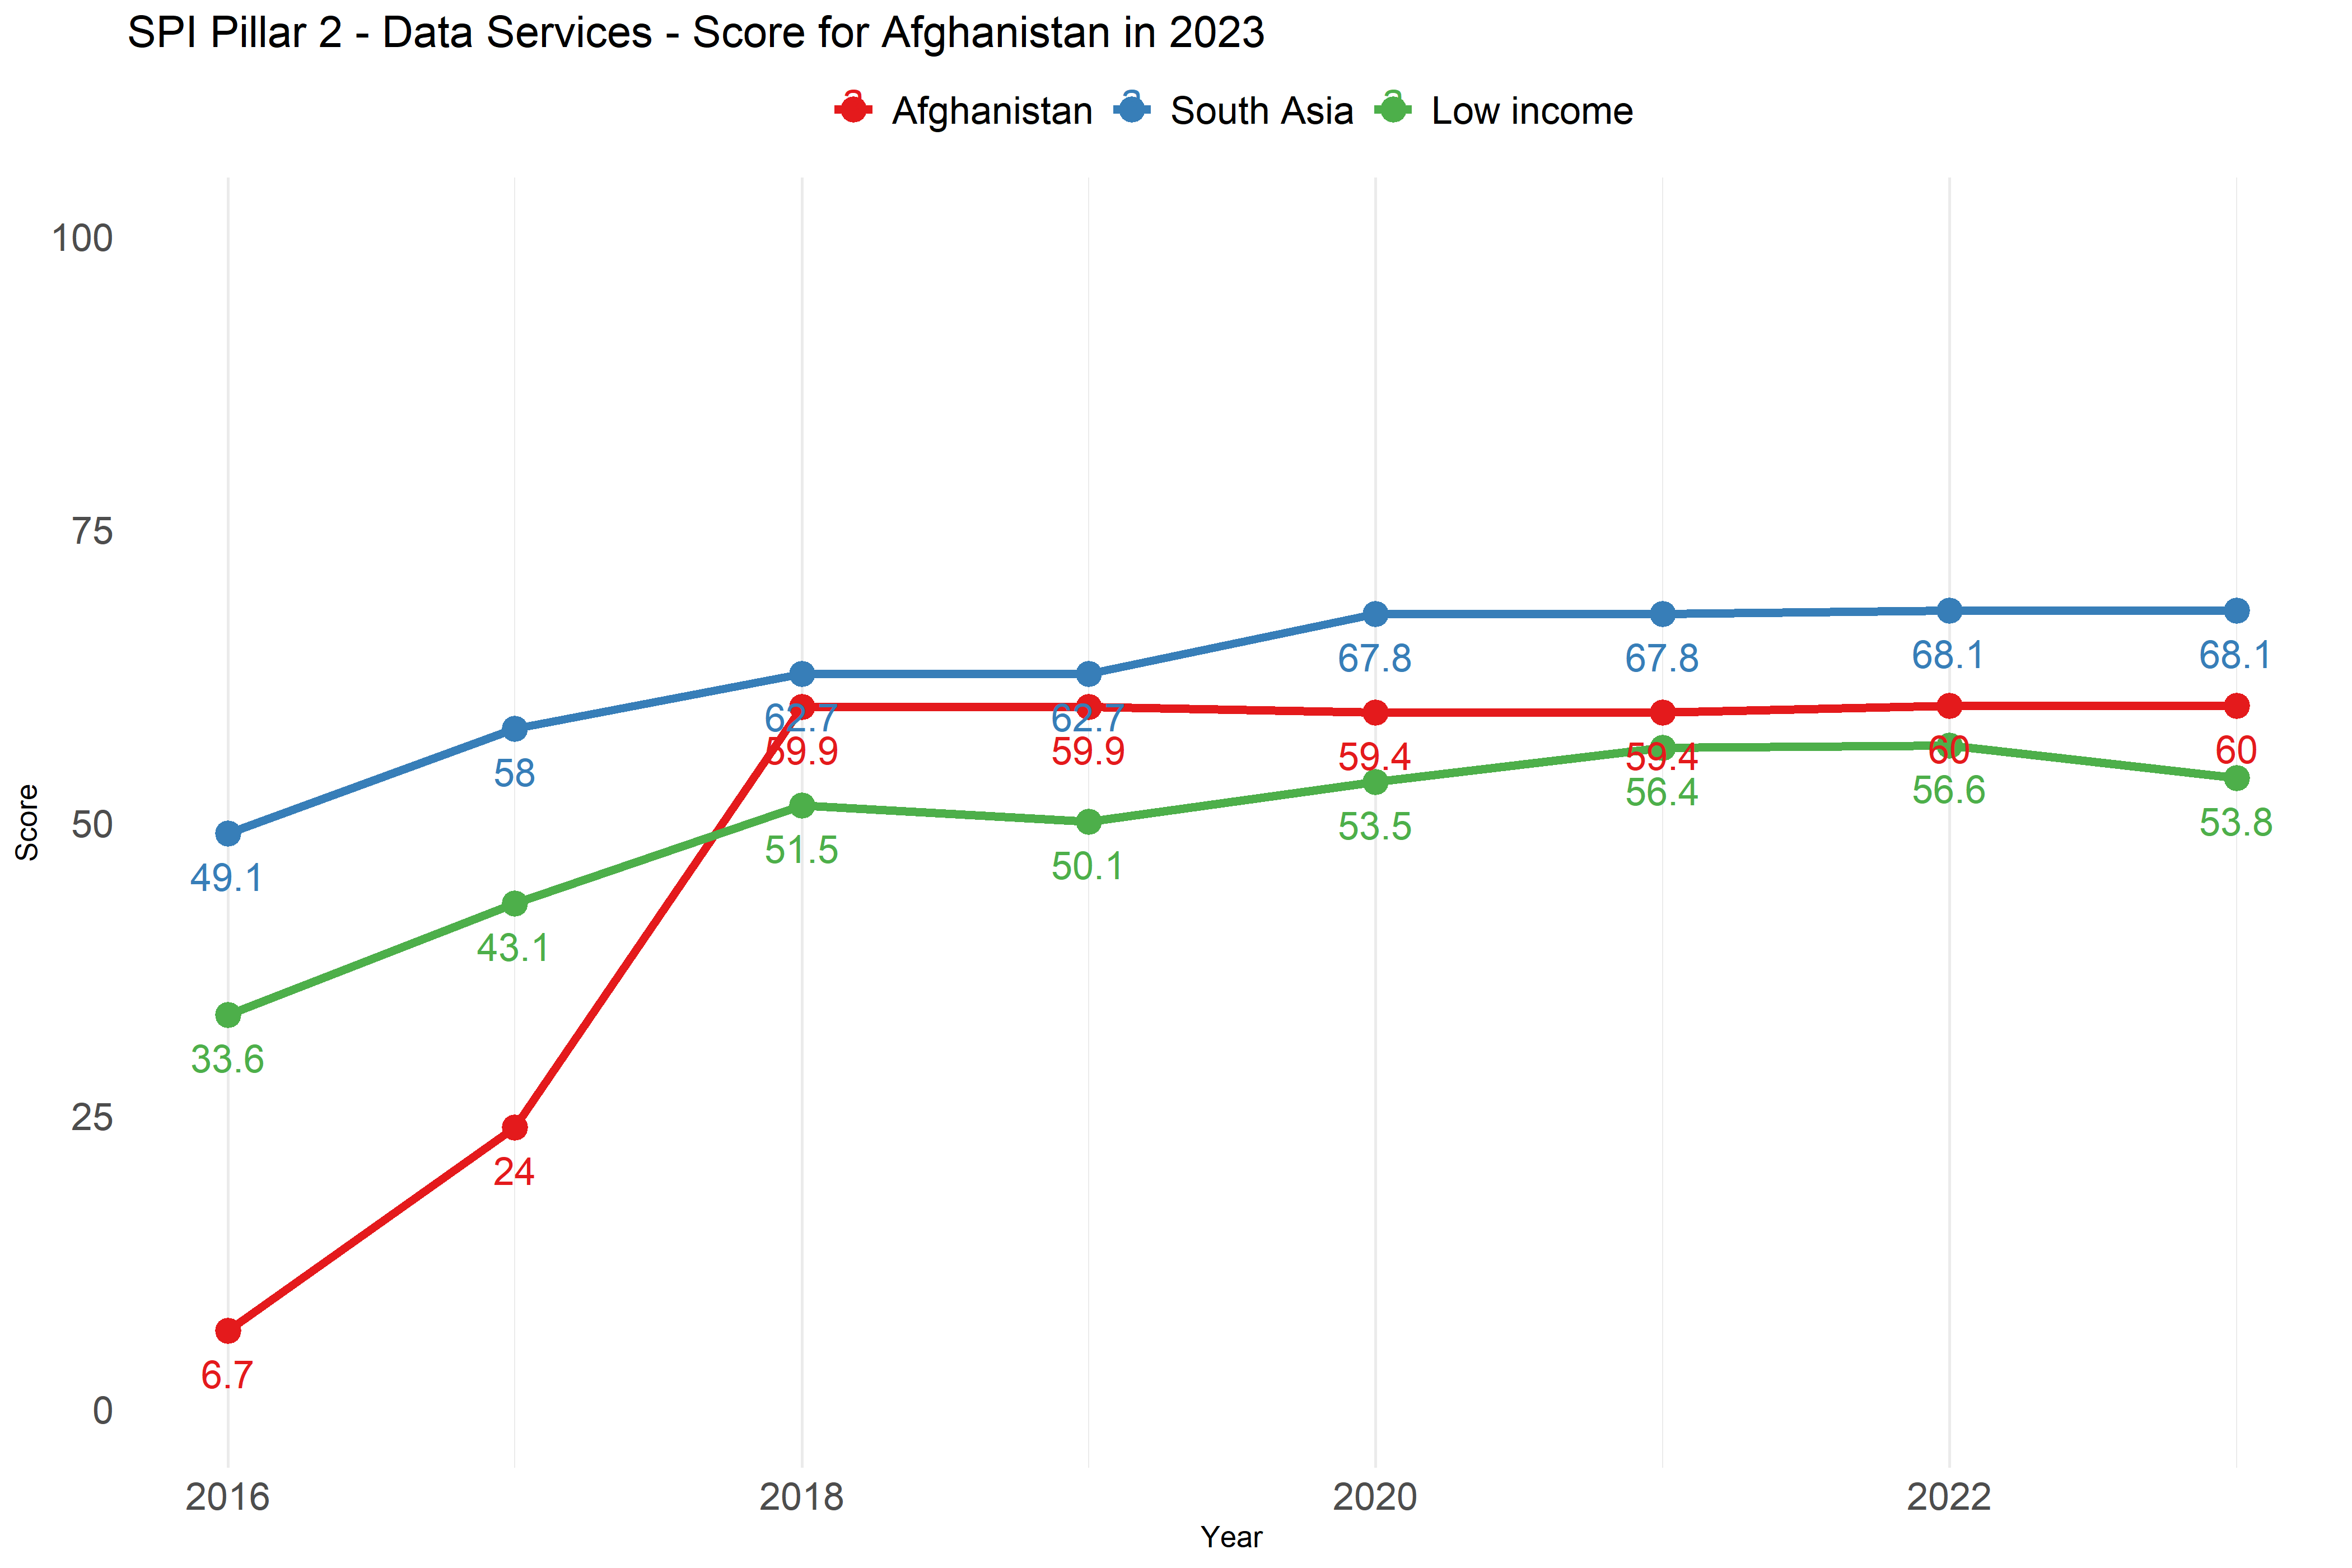 SPI Pillar 2 - Data Services - Score for Afghanistan in 2023
Afghanistan South Asia Low income
100
75
50
25
0
Score
49.1 58 62.7 62.7 67.8 67.8 68.1 68.1
6.7 24 59.9 59.9 59.4 59.4 60 60
33.6 43.1 51.5 50.1 53.5 56.4 56.6 53.8
2016 2018 2020 2022
Year